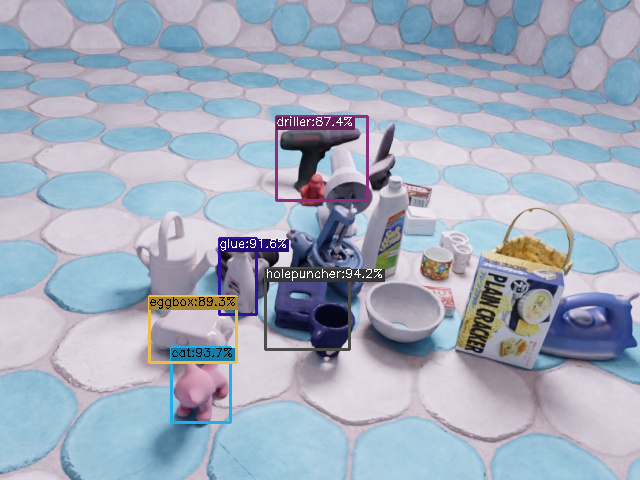 driller:87.4%
glue:91.6%
holepuncher:94.2%
eggbox:89.3%
cat:93.7%
PLAIN CRACKER